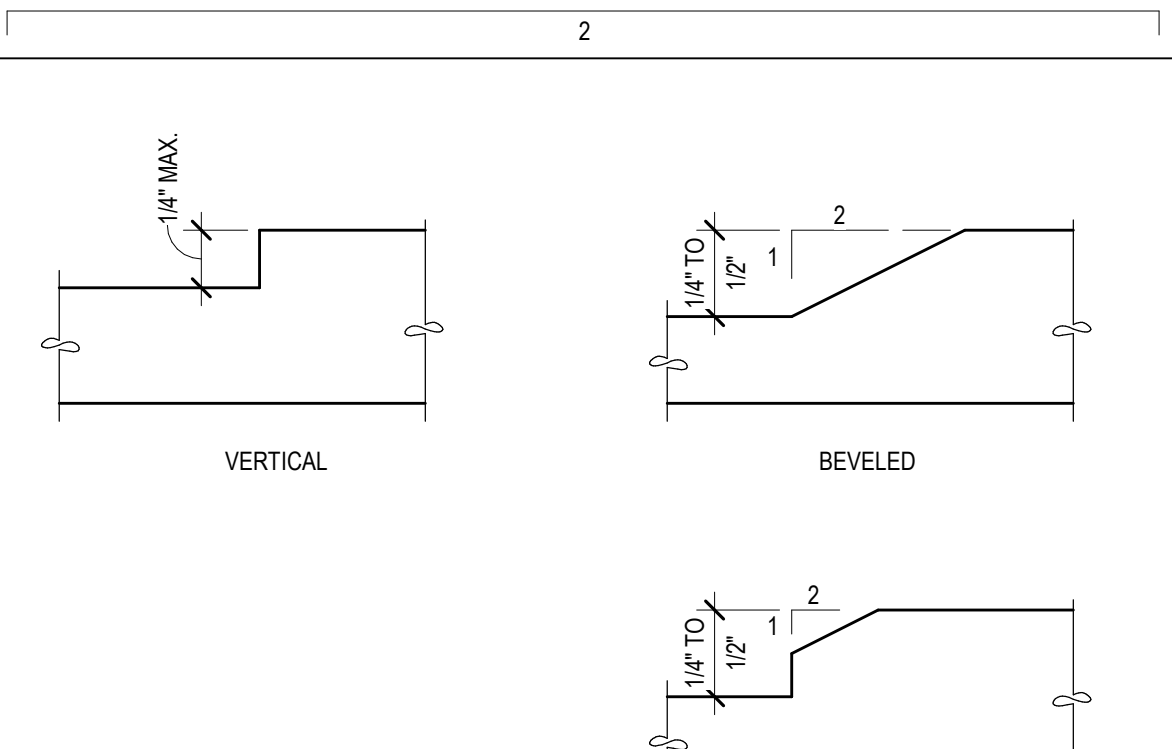 2
1/4" MAX.
1/4" TO
1/2"
1
2
VERTICAL
BEVELED
1/4" TO
1/2"
1
2